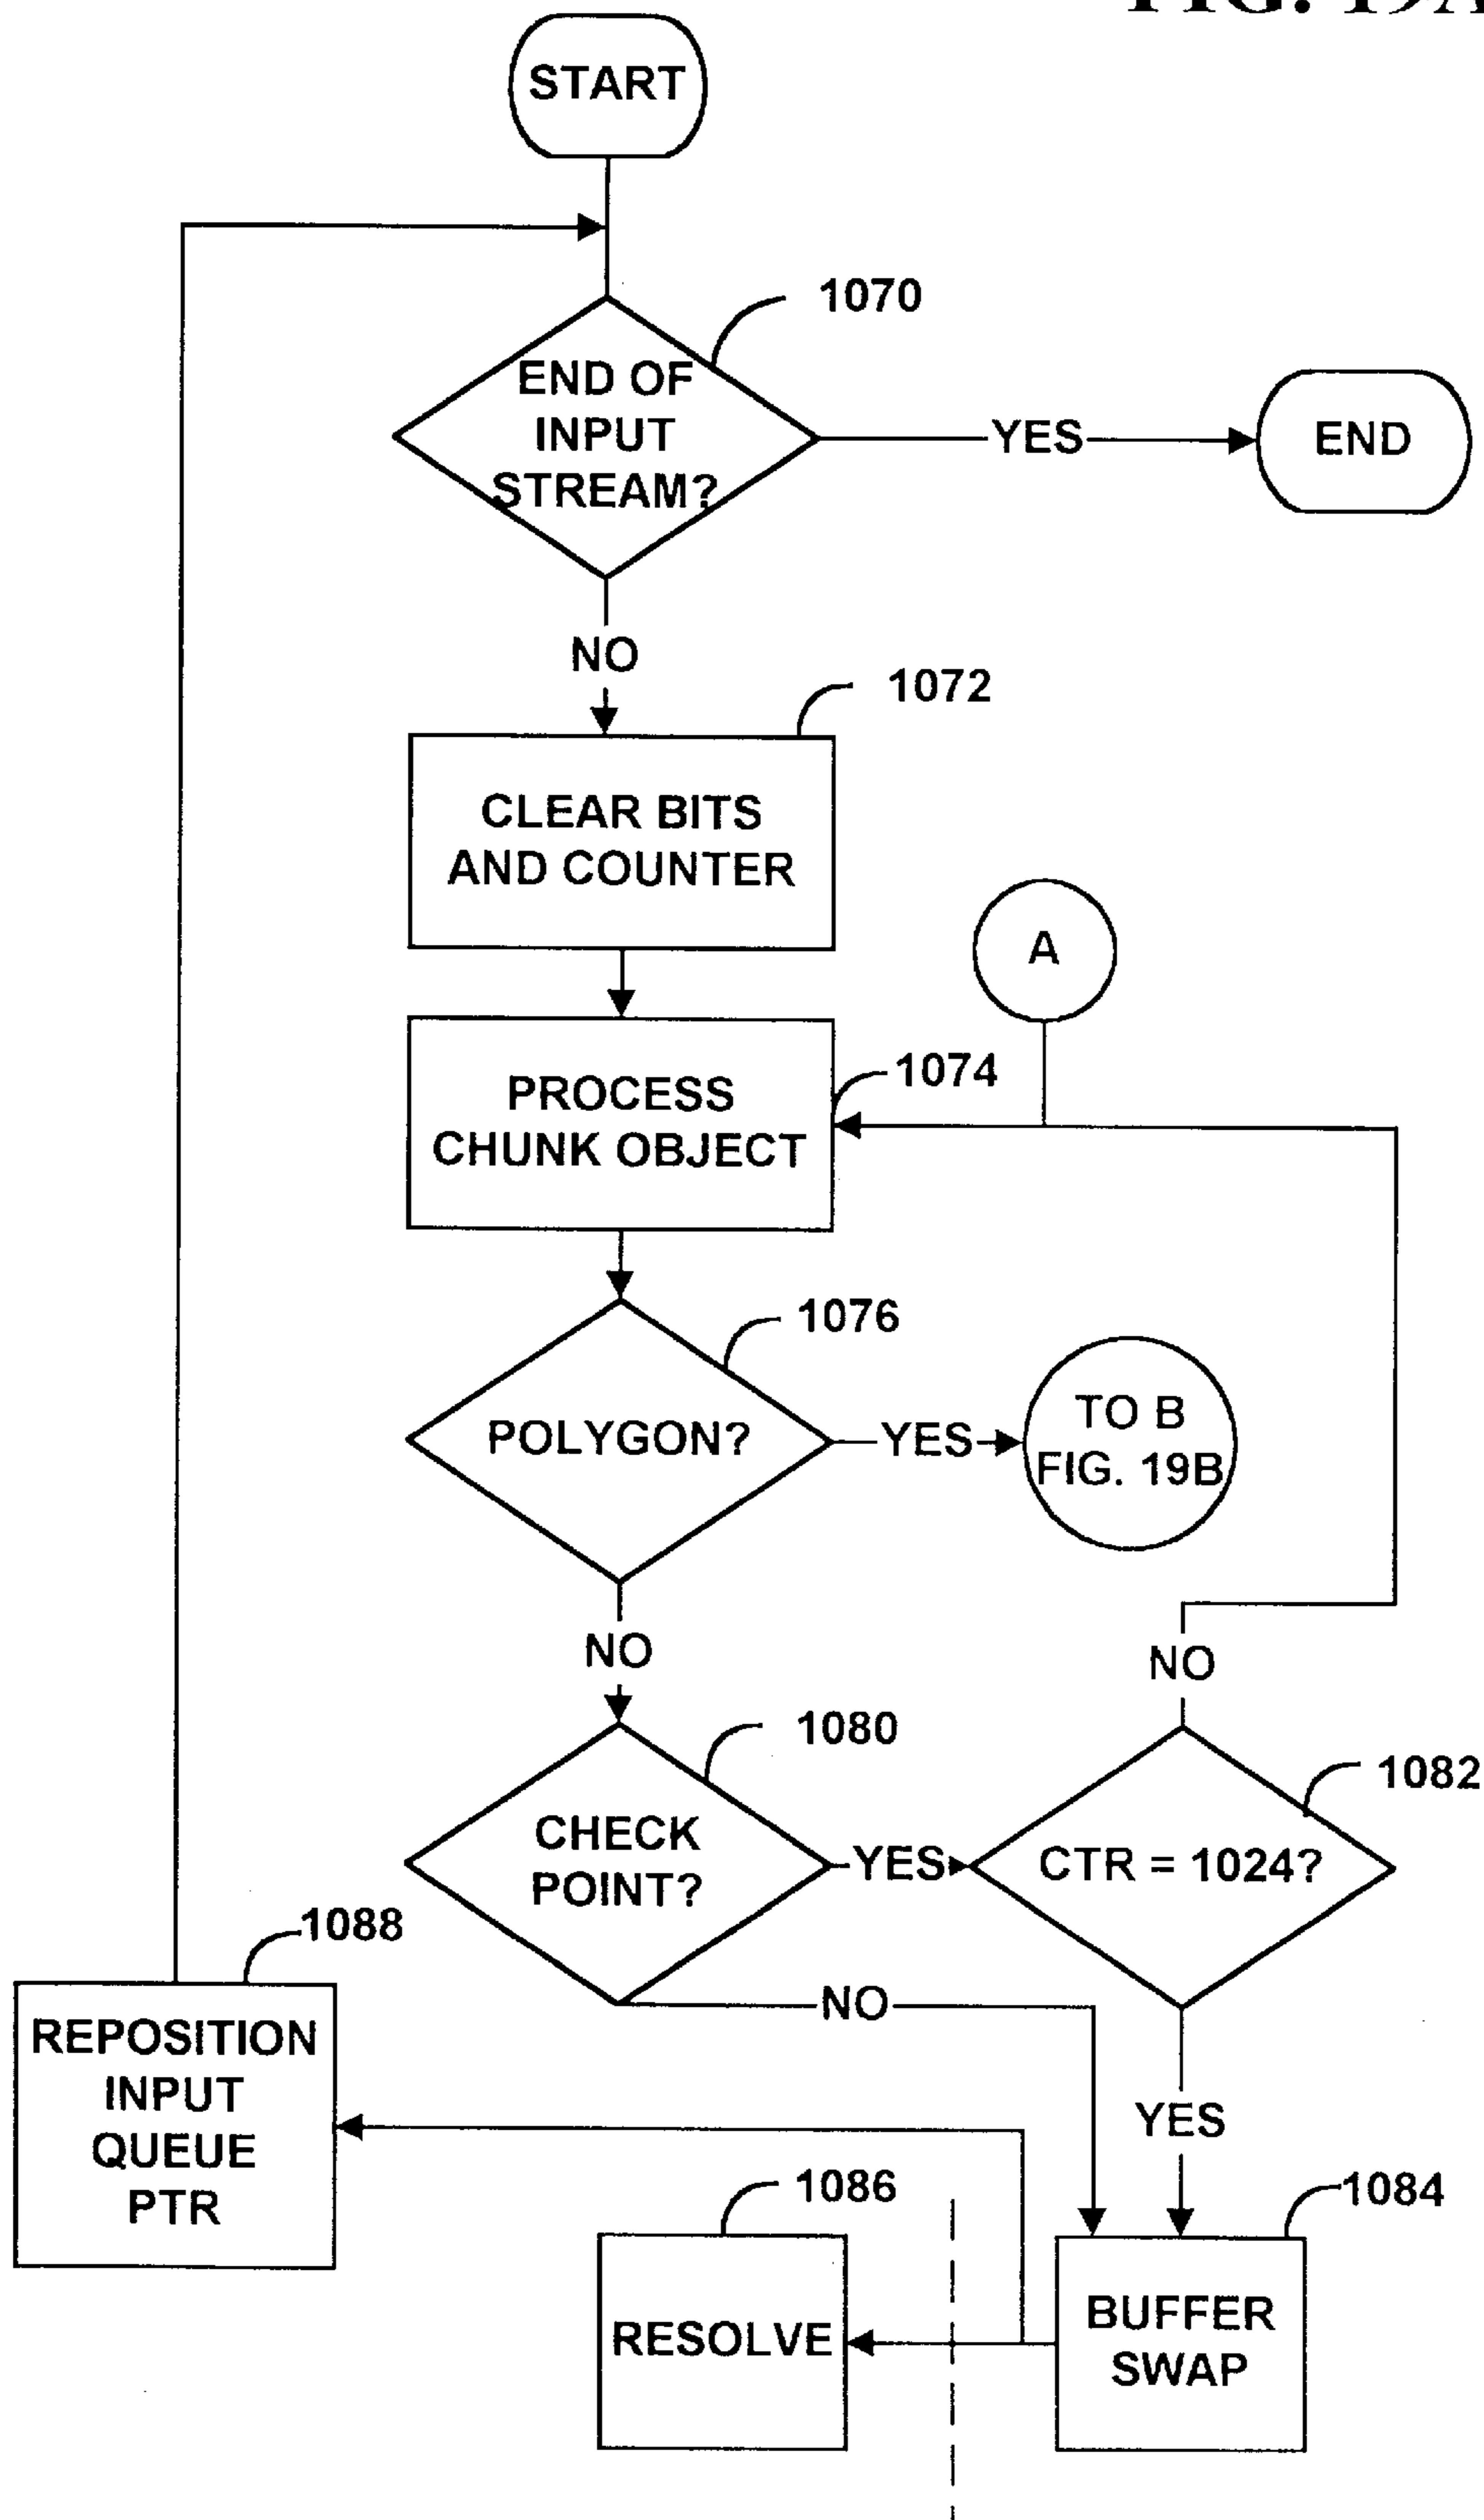 START
1070
END OF
INPUT
STREAM?
YES
END
NO
1072
CLEAR BITS
AND COUNTER
A
1074
PROCESS
CHUNK OBJECT
1076
POLYGON?
YES
TO B
FIG. 19B
NO
NO
1080
1082
CHECK
POINT?
YES
CTR = 1024?
1088
NO
REPOSITION
INPUT
QUEUE
PTR
YES
1086
1084
RESOLVE
BUFFER
SWAP